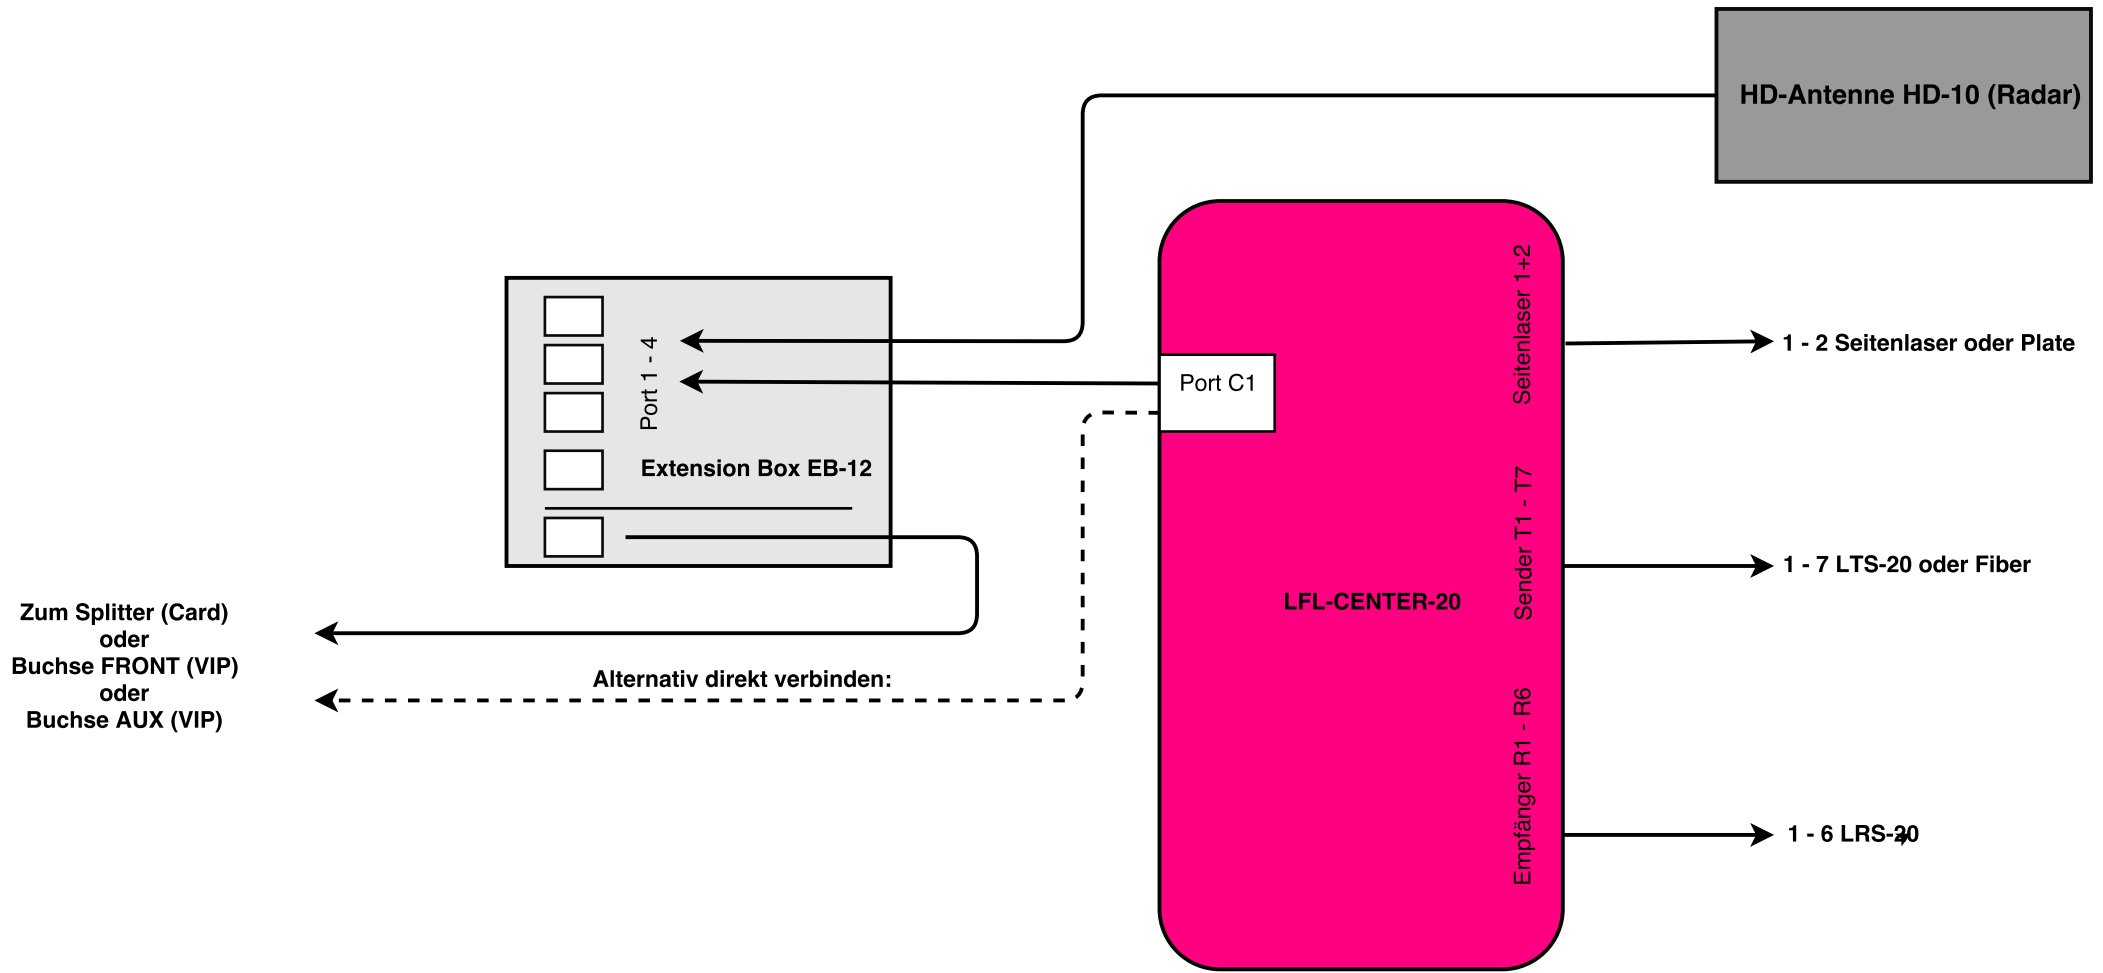 HD-Antenne HD-10 (Radar)
Seitenlaser 1+2
1 - 2 Seitenlaser oder Plate
Port 1 - 4
Port C1
Extension Box EB-12
Sender T1 - T7
1 - 7 LTS-20 oder Fiber
LFL-CENTER-20
Zum Splitter (Card)
oder
Buchse FRONT (VIP)
oder
Buchse AUX (VIP)
Alternativ direkt verbinden:
Empfänger R1 - R6
1 - 6 LRS-20